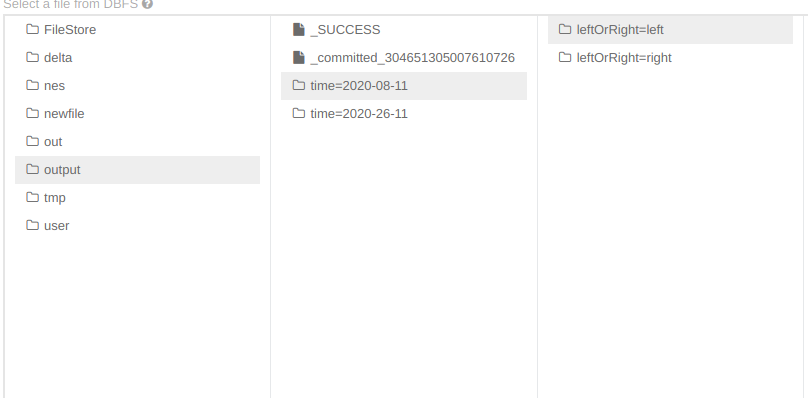 Select a file from DBFS
FileStore
delta
nes
newfile
out
output
tmp
user
_SUCCESS
_committed_304651305007610726
time=2020-08-11
time=2020-26-11
leftOrRight=left
leftOrRight=right